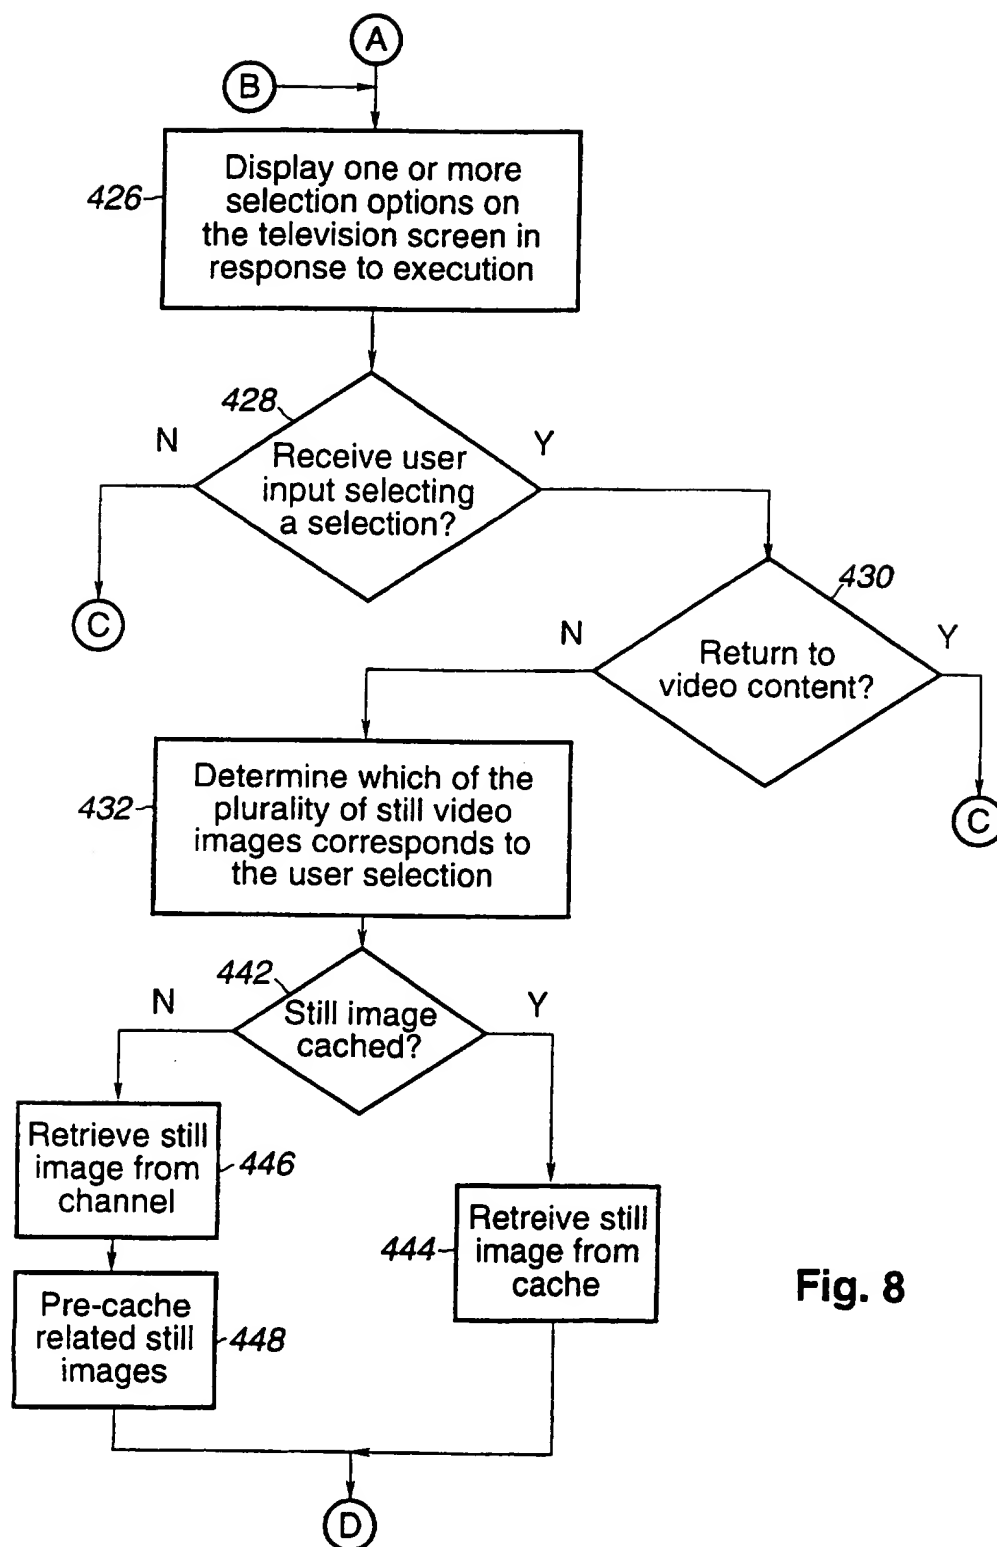 A
B
426
Display one or more
selection options on
the television screen in
response to execution
428
N
Y
Receive user
input selecting
a selection?
C
430
N
Y
Return to
video content?
C
432
Determine which of the
plurality of still video
images corresponds to
the user selection
442
N
Y
Still image
cached?
Retrieve still
image from
channel
446
444
Retreive still
image from
cache
Pre-cache
related still
images
448
Fig. 8
D